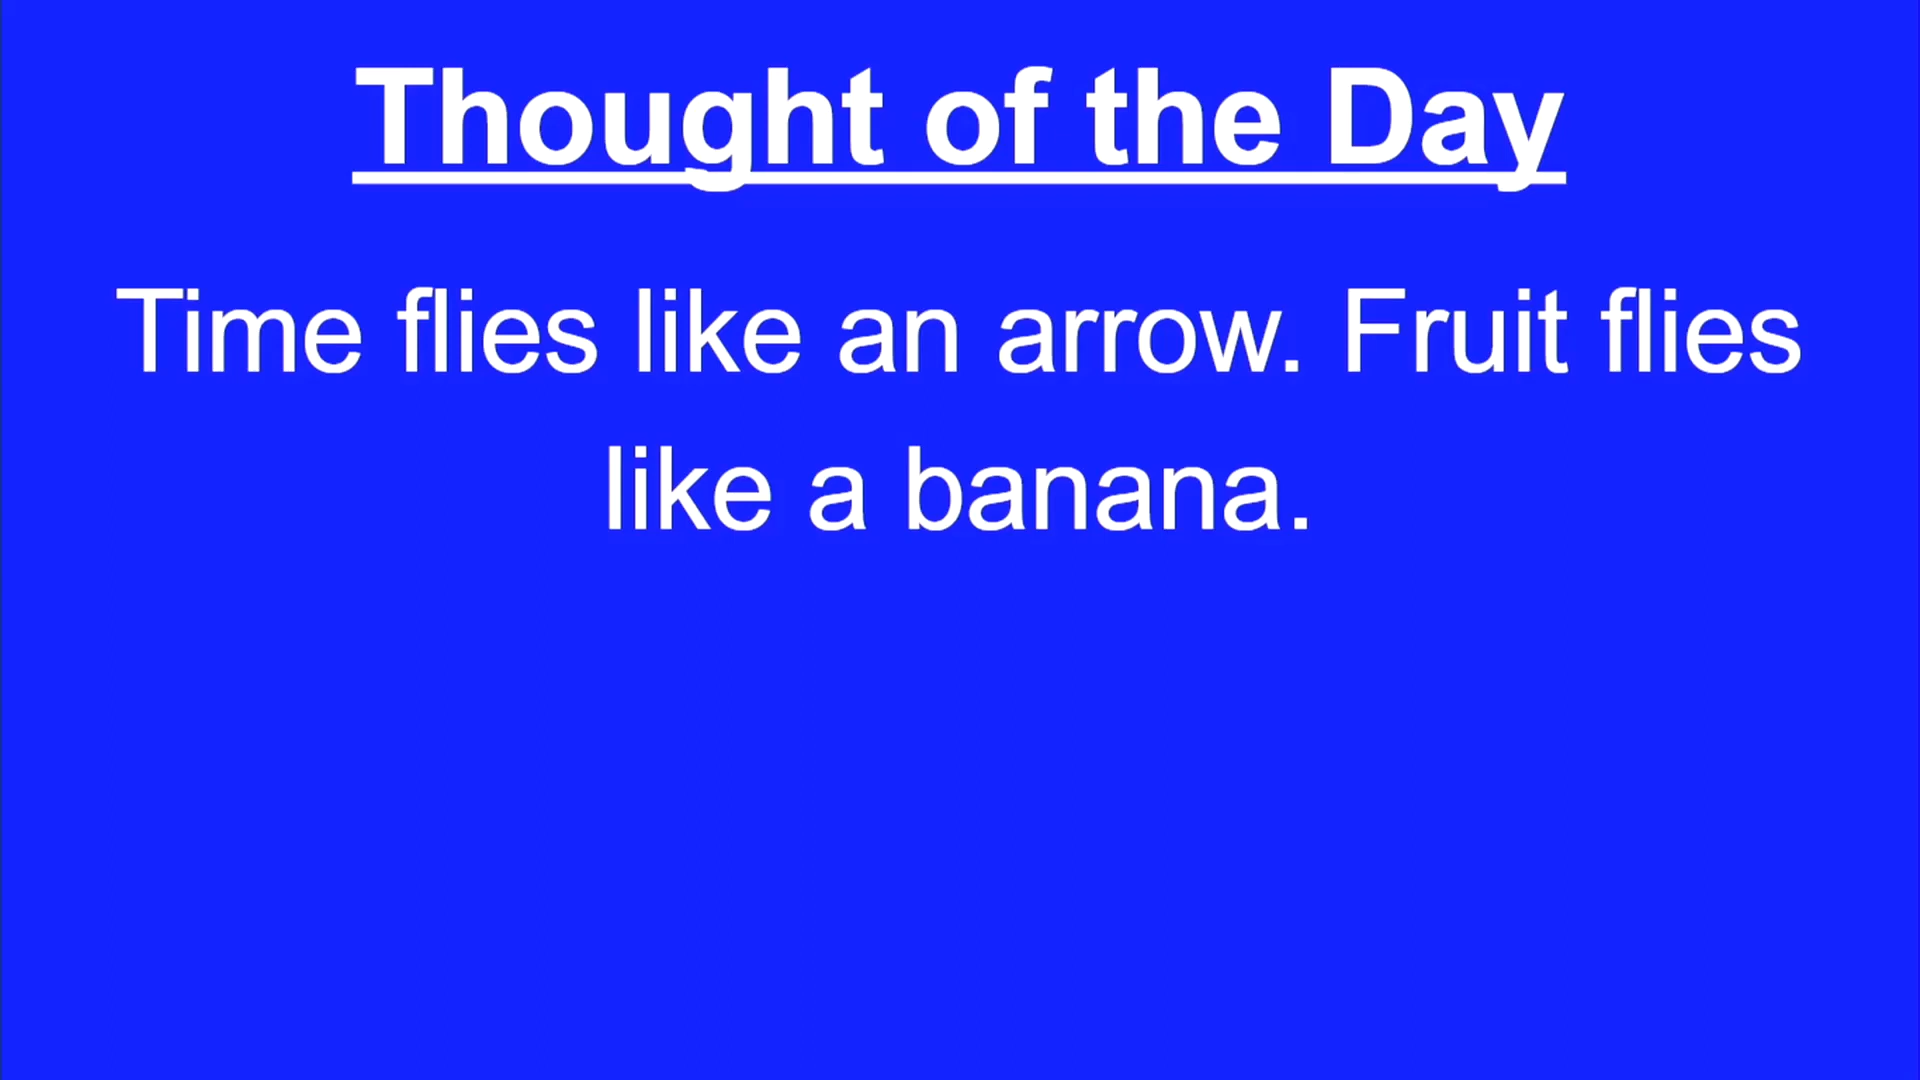 Thought of the Day
Time flies like an arrow. Fruit flies
like a banana.